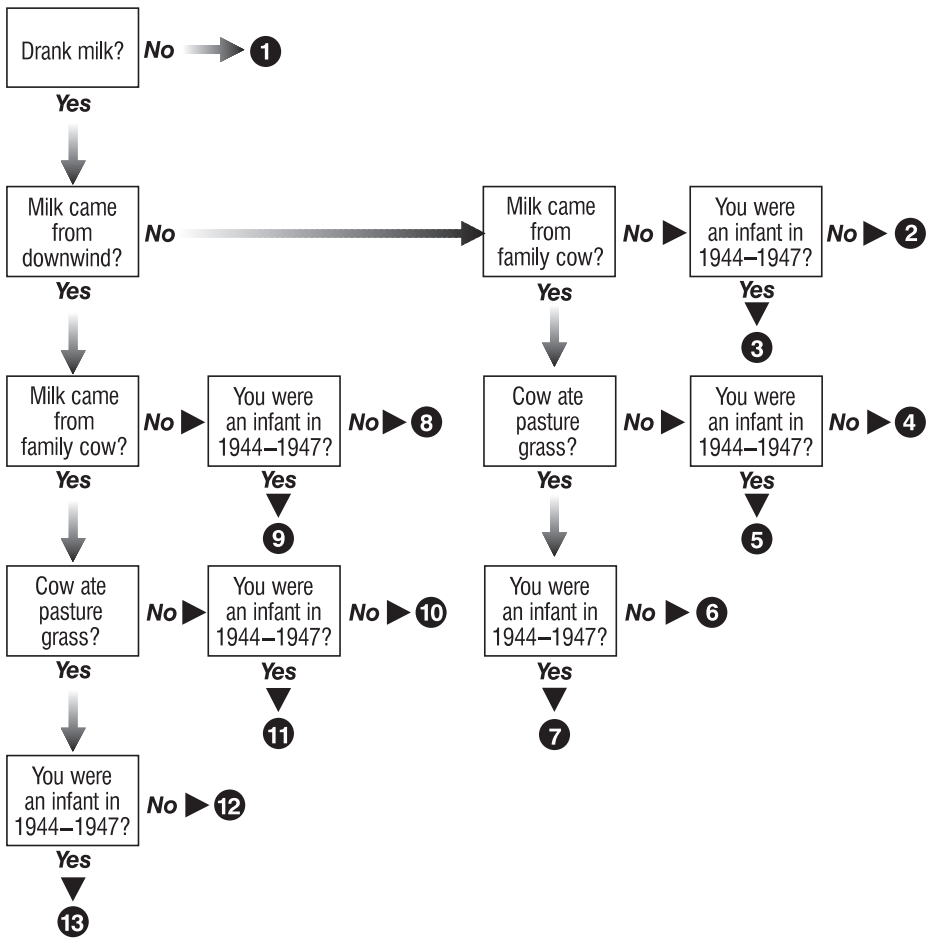 Drank milk?
No
1
Yes
Milk came
from
downwind?
No
Milk came
from
family cow?
No
You were
an infant in
1944–1947?
No
2
Yes
Yes
Yes
3
Milk came
from
family cow?
No
You were
an infant in
1944–1947?
No
8
Cow ate
pasture
grass?
No
You were
an infant in
1944–1947?
No
4
Yes
Yes
Yes
Yes
9
5
Cow ate
pasture
grass?
No
You were
an infant in
1944–1947?
No
10
You were
an infant in
1944–1947?
No
6
Yes
Yes
Yes
11
7
You were
an infant in
1944–1947?
No
12
Yes
13